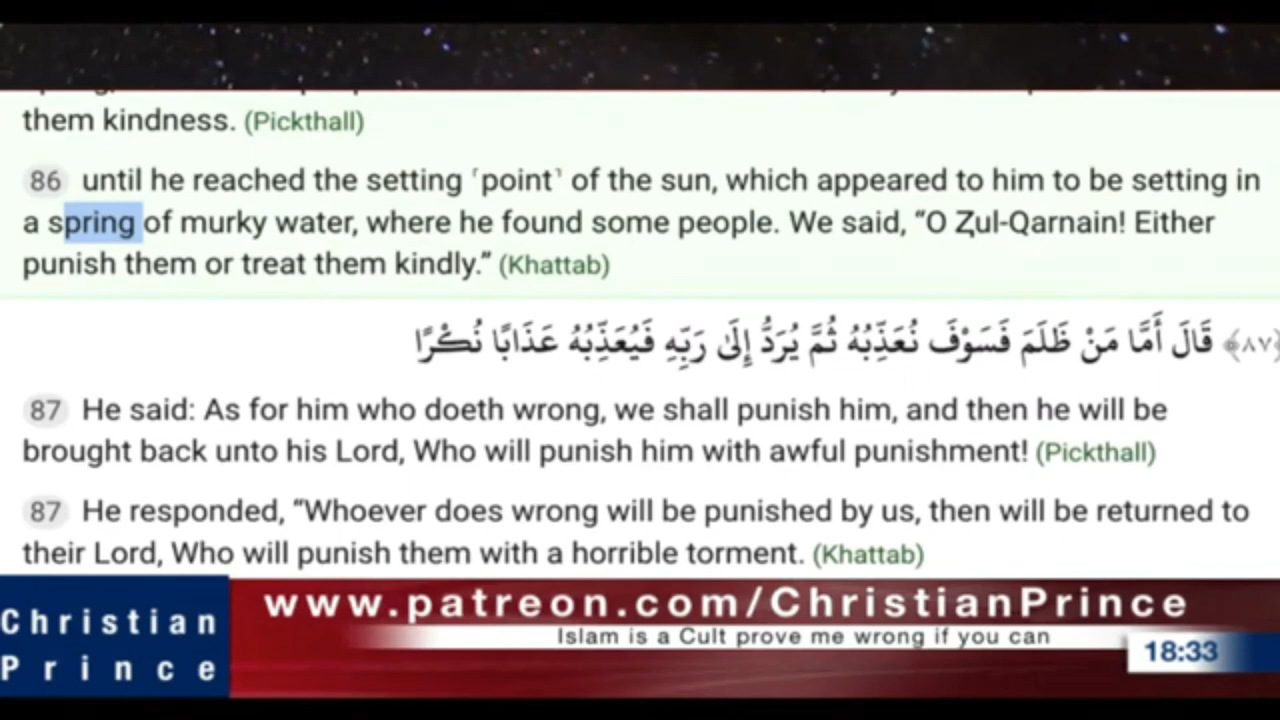 them kindness. (Pickthall)
86 until he reached the setting ˹point˺ of the sun, which appeared to him to be setting in
a spring of murky water, where he found some people. We said, “O Ẓul-Qarnain! Either
punish them or treat them kindly.” (Khattab)
﴿٨٧﴾ قَالَ أَمَّا مَنْ ظَلَمَ فَسَوْفَ نُعَذِّبُهُ ثُمَّ يُرَدُّ إِلَىٰ رَبِّهِ فَيُعَذِّبُهُ عَذَابًا نُكْرًا
87 He said: As for him who doeth wrong, we shall punish him, and then he will be
brought back unto his Lord, Who will punish him with awful punishment! (Pickthall)
87 He responded, “Whoever does wrong will be punished by us, then will be returned to
their Lord, Who will punish them with a horrible torment. (Khattab)
Christian
Prince
www.patreon.com/ChristianPrince
Islam is a Cult prove me wrong if you can
18:33